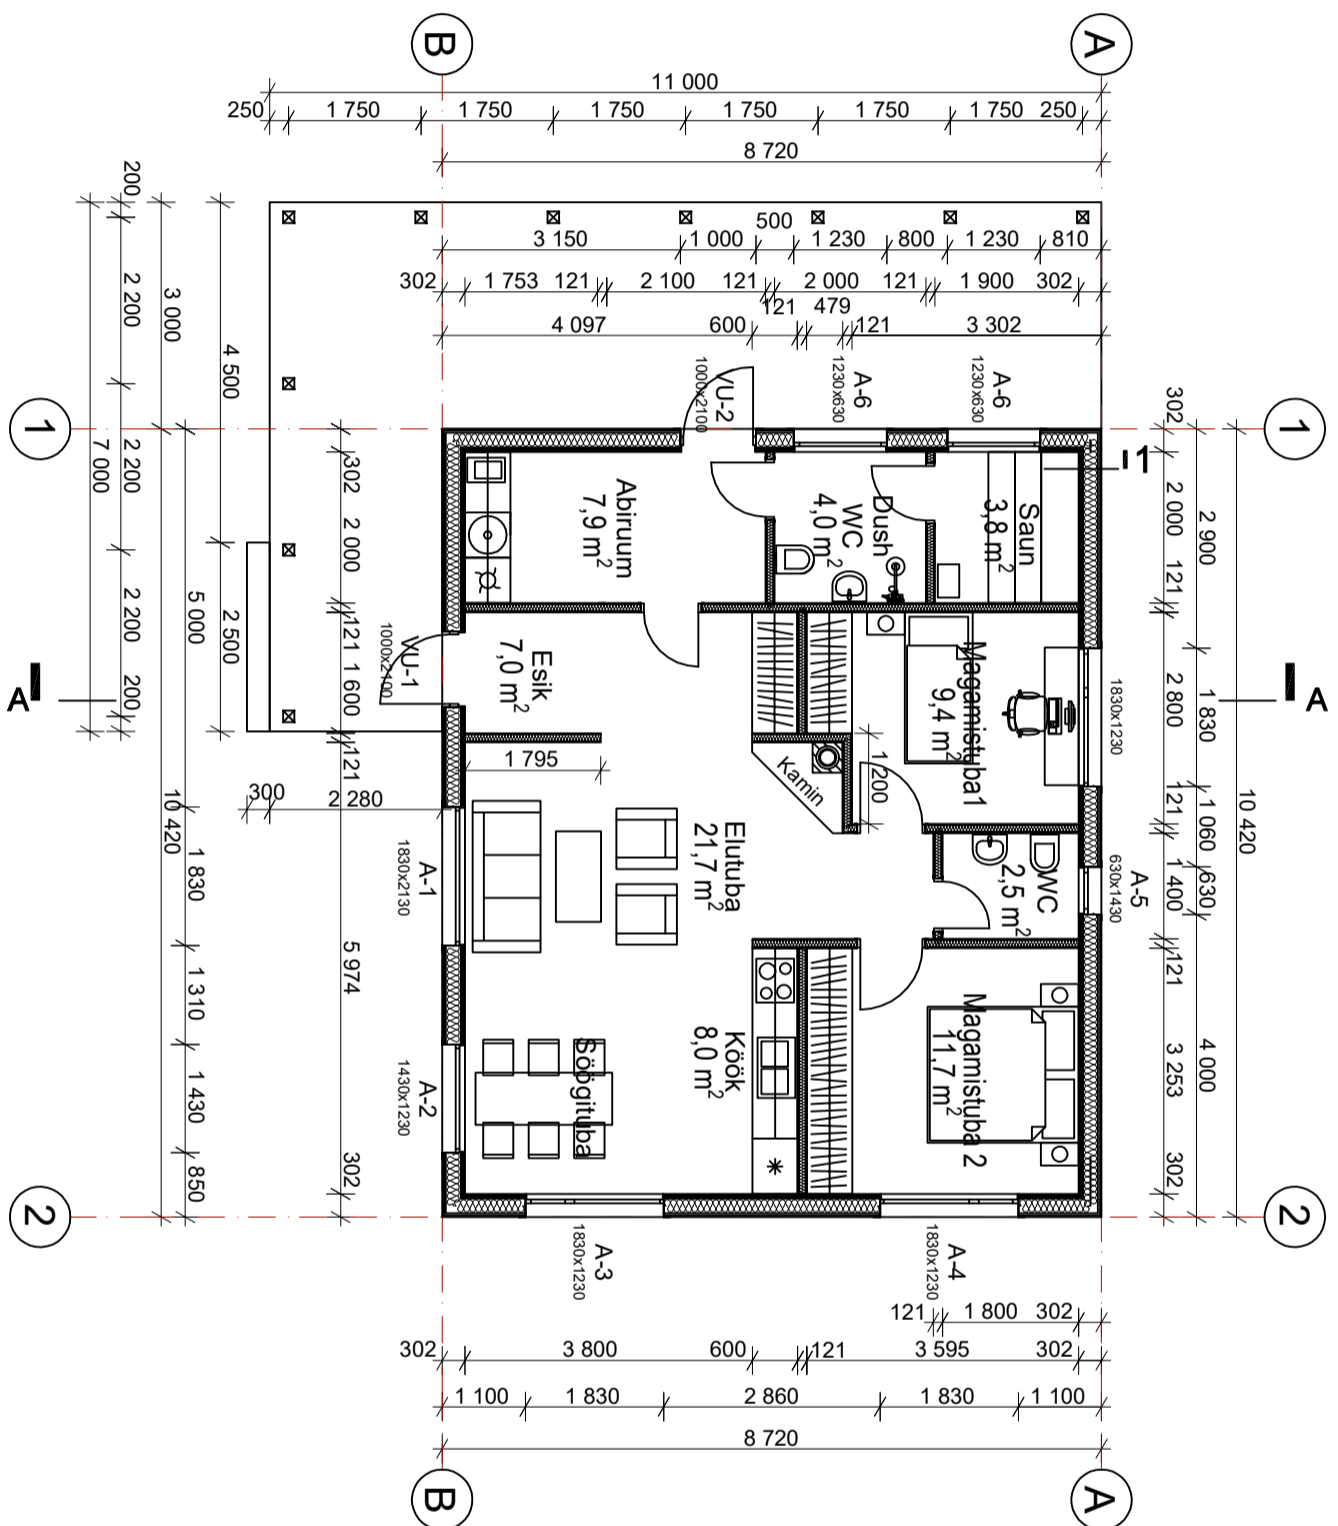 B
A
11 000
250
1 750
1 750
1 750
1 750
1 750
1 750
250
8 720
200
2 200
2 200
2 200
200
7 000
3 000
4 500
2 500
5 000
500
3 150
1 000
1 230
800
1 230
810
302
1 753
121
2 100
121
2 000
121
1 900
302
121
479
4 097
600
121
3 302
VU-2
1000x2100
A-6
1230x630
A-6
1230x630
1
1
302
2 000
121
1 600
121
5 974
302
302
2 000
121
2 800
121
1 400
121
3 253
302
2 900
1 830
1 060
630
4 000
10 420
1
Abiruum
7,9 m²
Dush
WC
4,0 m²
Saun
3,8 m²
VU-1
1000x2100
Esik
7,0 m²
Magamistuba1
9,4 m²
1830x1230
A
A
1 795
Kamin
1 200
300
2 280
10 420
1 830
1 310
1 430
850
A-1
1830x2130
Elutuba
21,7 m²
WC
2,5 m²
A-5
630x1430
A-2
1430x1230
Söögituba
Köök
8,0 m²
Magamistuba 2
11,7 m²
2
2
A-3
1830x1230
A-4
1830x1230
121
1 800
302
302
3 800
600
121
3 595
302
1 100
1 830
2 860
1 830
1 100
8 720
B
A